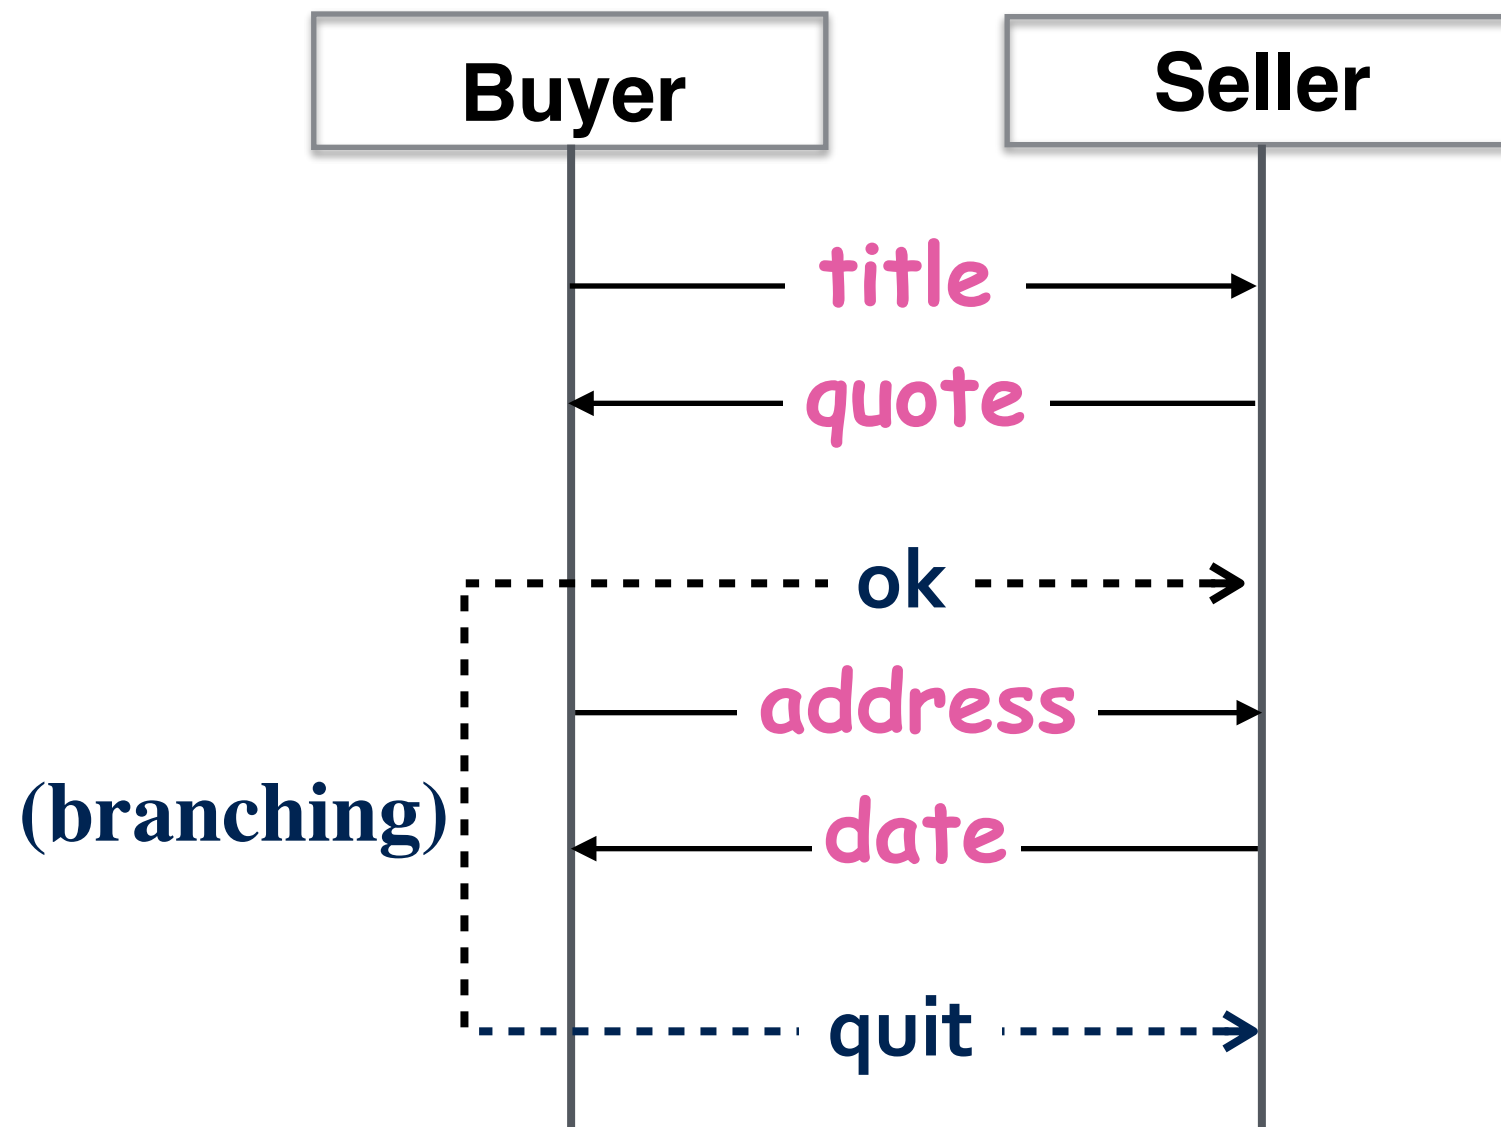 Buyer
Seller
title
quote
ok
address
(branching)
date
quit